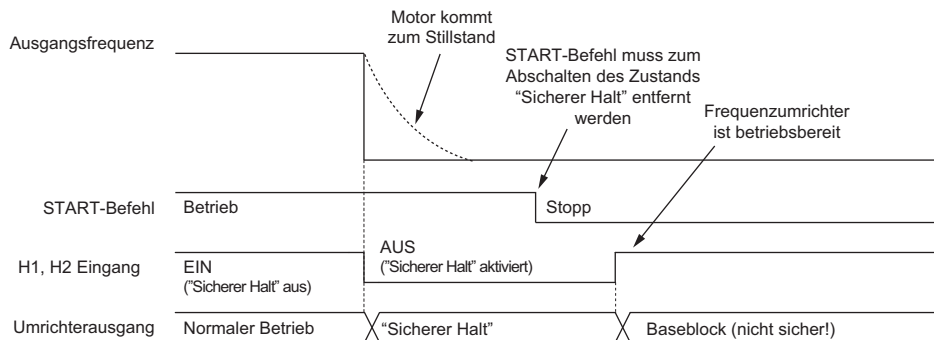 Motor kommt
zum Stillstand
Ausgangsfrequenz
START-Befehl muss zum
Abschalten des Zustands
“Sicherer Halt” entfernt
werden
Frequenzumrichter
ist betriebsbereit
START-Befehl
Betrieb
Stopp
H1, H2 Eingang
EIN
("Sicherer Halt" aus)
AUS
("Sicherer Halt" aktiviert)
Umrichterausgang
Normaler Betrieb
“Sicherer Halt”
Baseblock (nicht sicher!)